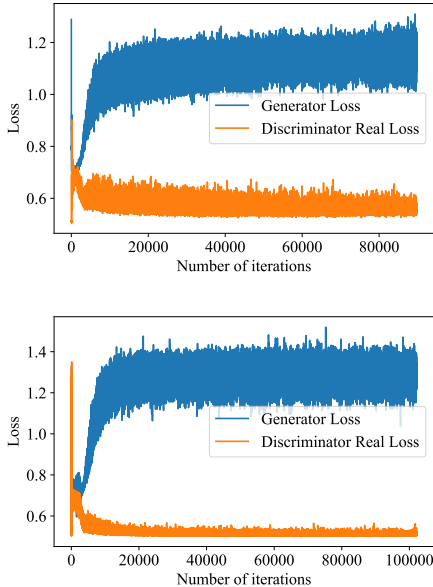 1.2
1.0
0.8
0.6
Loss
Generator Loss
Discriminator Real Loss
0 20000 40000 60000 80000
Number of iterations
1.4
1.2
1.0
0.8
0.6
Loss
Generator Loss
Discriminator Real Loss
0 20000 40000 60000 80000 100000
Number of iterations